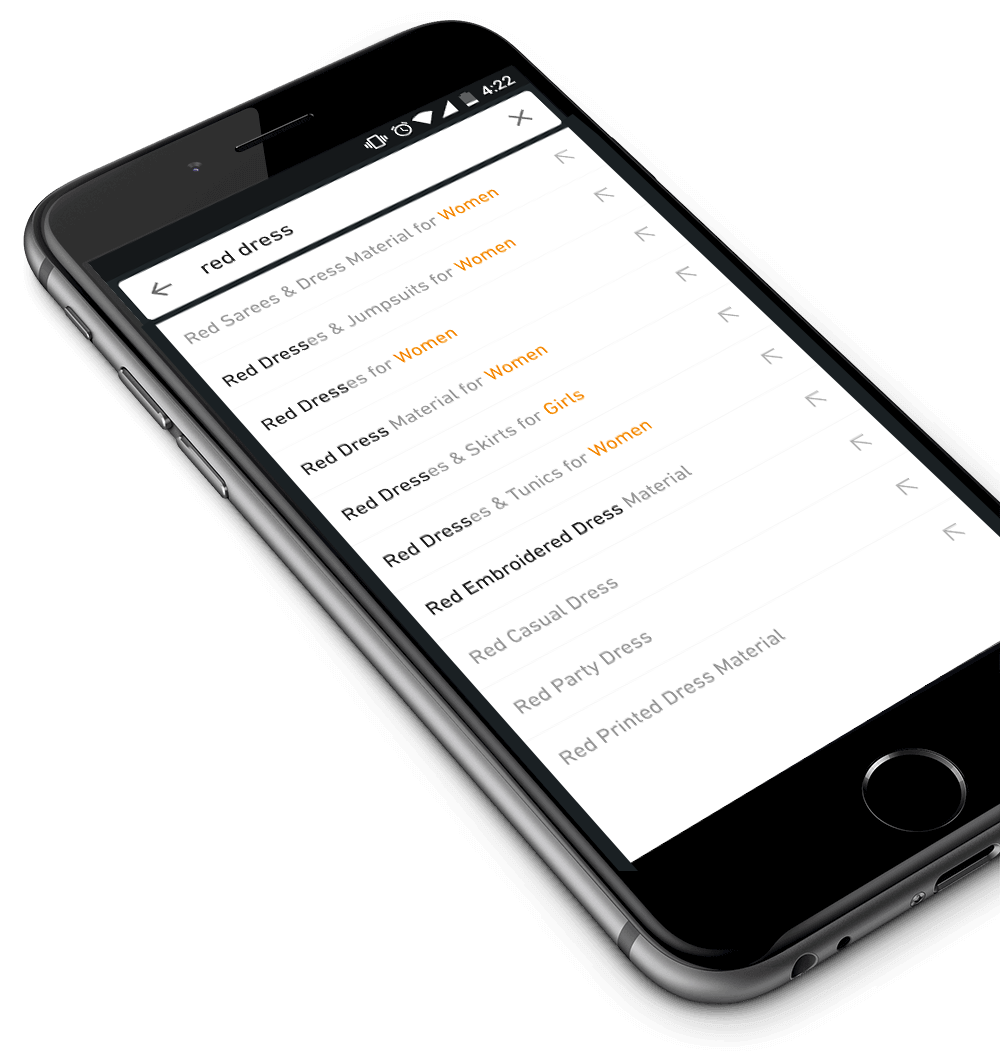 4:22
red dress
Red Sarees & Dress Material for Women
Red Dresses & Jumpsuits for Women
Red Dresses for Women
Red Dress Material for Women
Red Dresses & Skirts for Girls
Red Dresses & Tunics for Women
Red Embroidered Dress Material
Red Casual Dress
Red Party Dress
Red Printed Dress Material